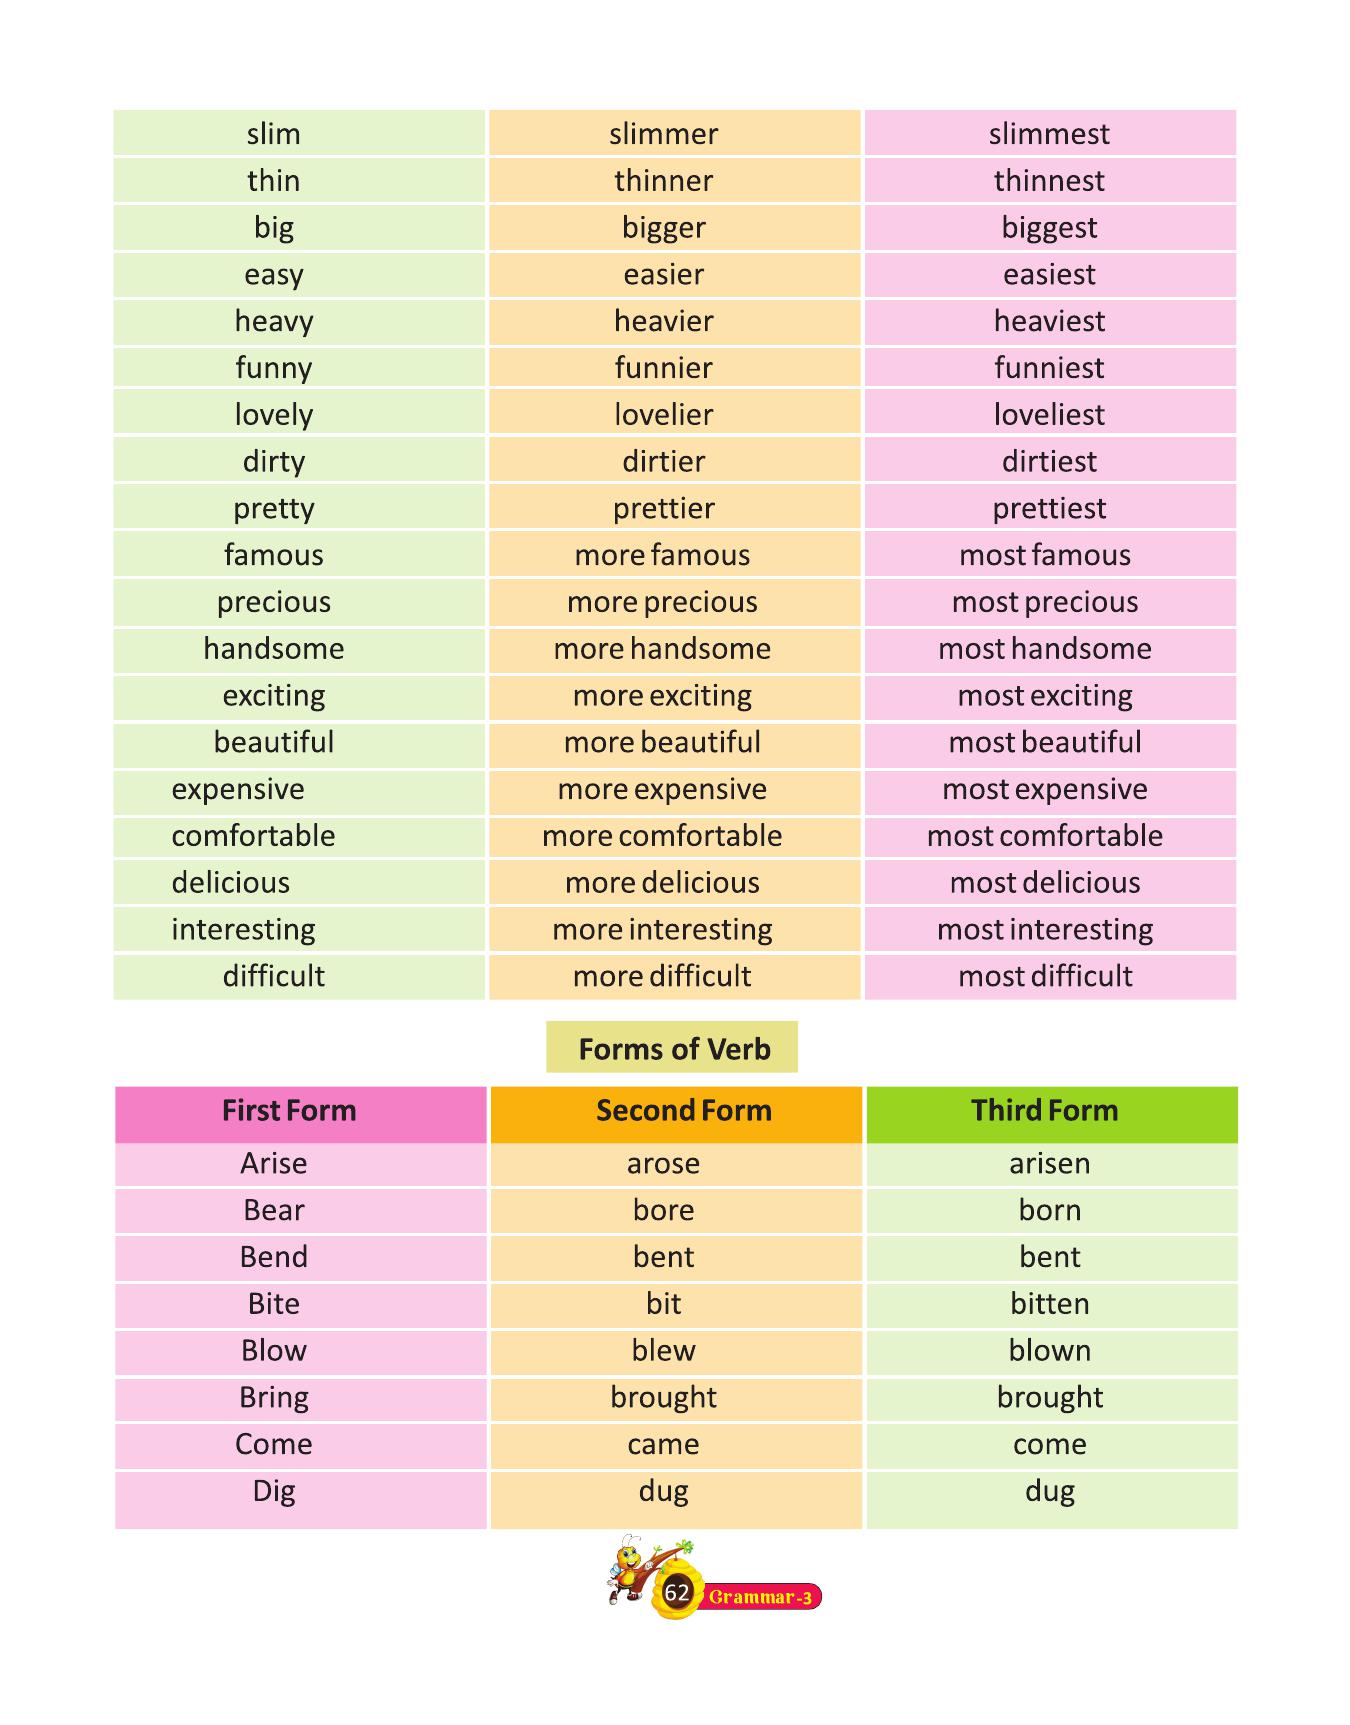 slim slimmer slimmest
thin thinner thinnest
big bigger biggest
easy easier easiest
heavy heavier heaviest
funny funnier funniest
lovely lovelier loveliest
dirty dirtier dirtiest
pretty prettier prettiest
famous more famous most famous
precious more precious most precious
handsome more handsome most handsome
exciting more exciting most exciting
beautiful more beautiful most beautiful
expensive more expensive most expensive
comfortable more comfortable most comfortable
delicious more delicious most delicious
interesting more interesting most interesting
difficult more difficult most difficult
Forms of Verb
First Form Second Form Third Form
Arise arose arisen
Bear bore born
Bend bent bent
Bite bit bitten
Blow blew blown
Bring brought brought
Come came come
Dig dug dug
62 Grammar-3